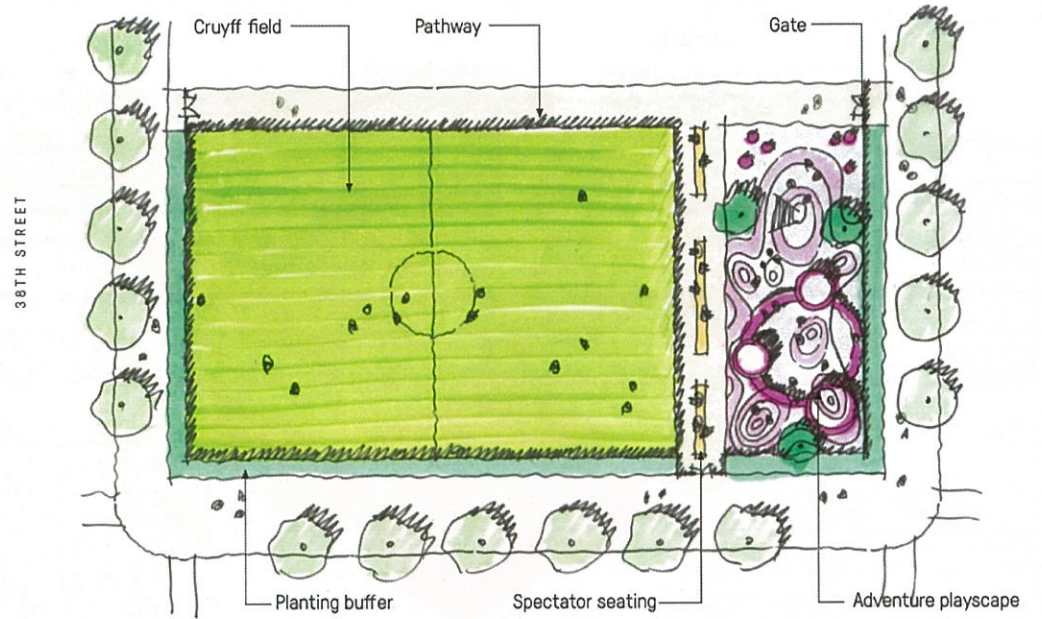 Cruyff field
Pathway
Gate
38TH STREET
Planting buffer
Spectator seating
Adventure playscape